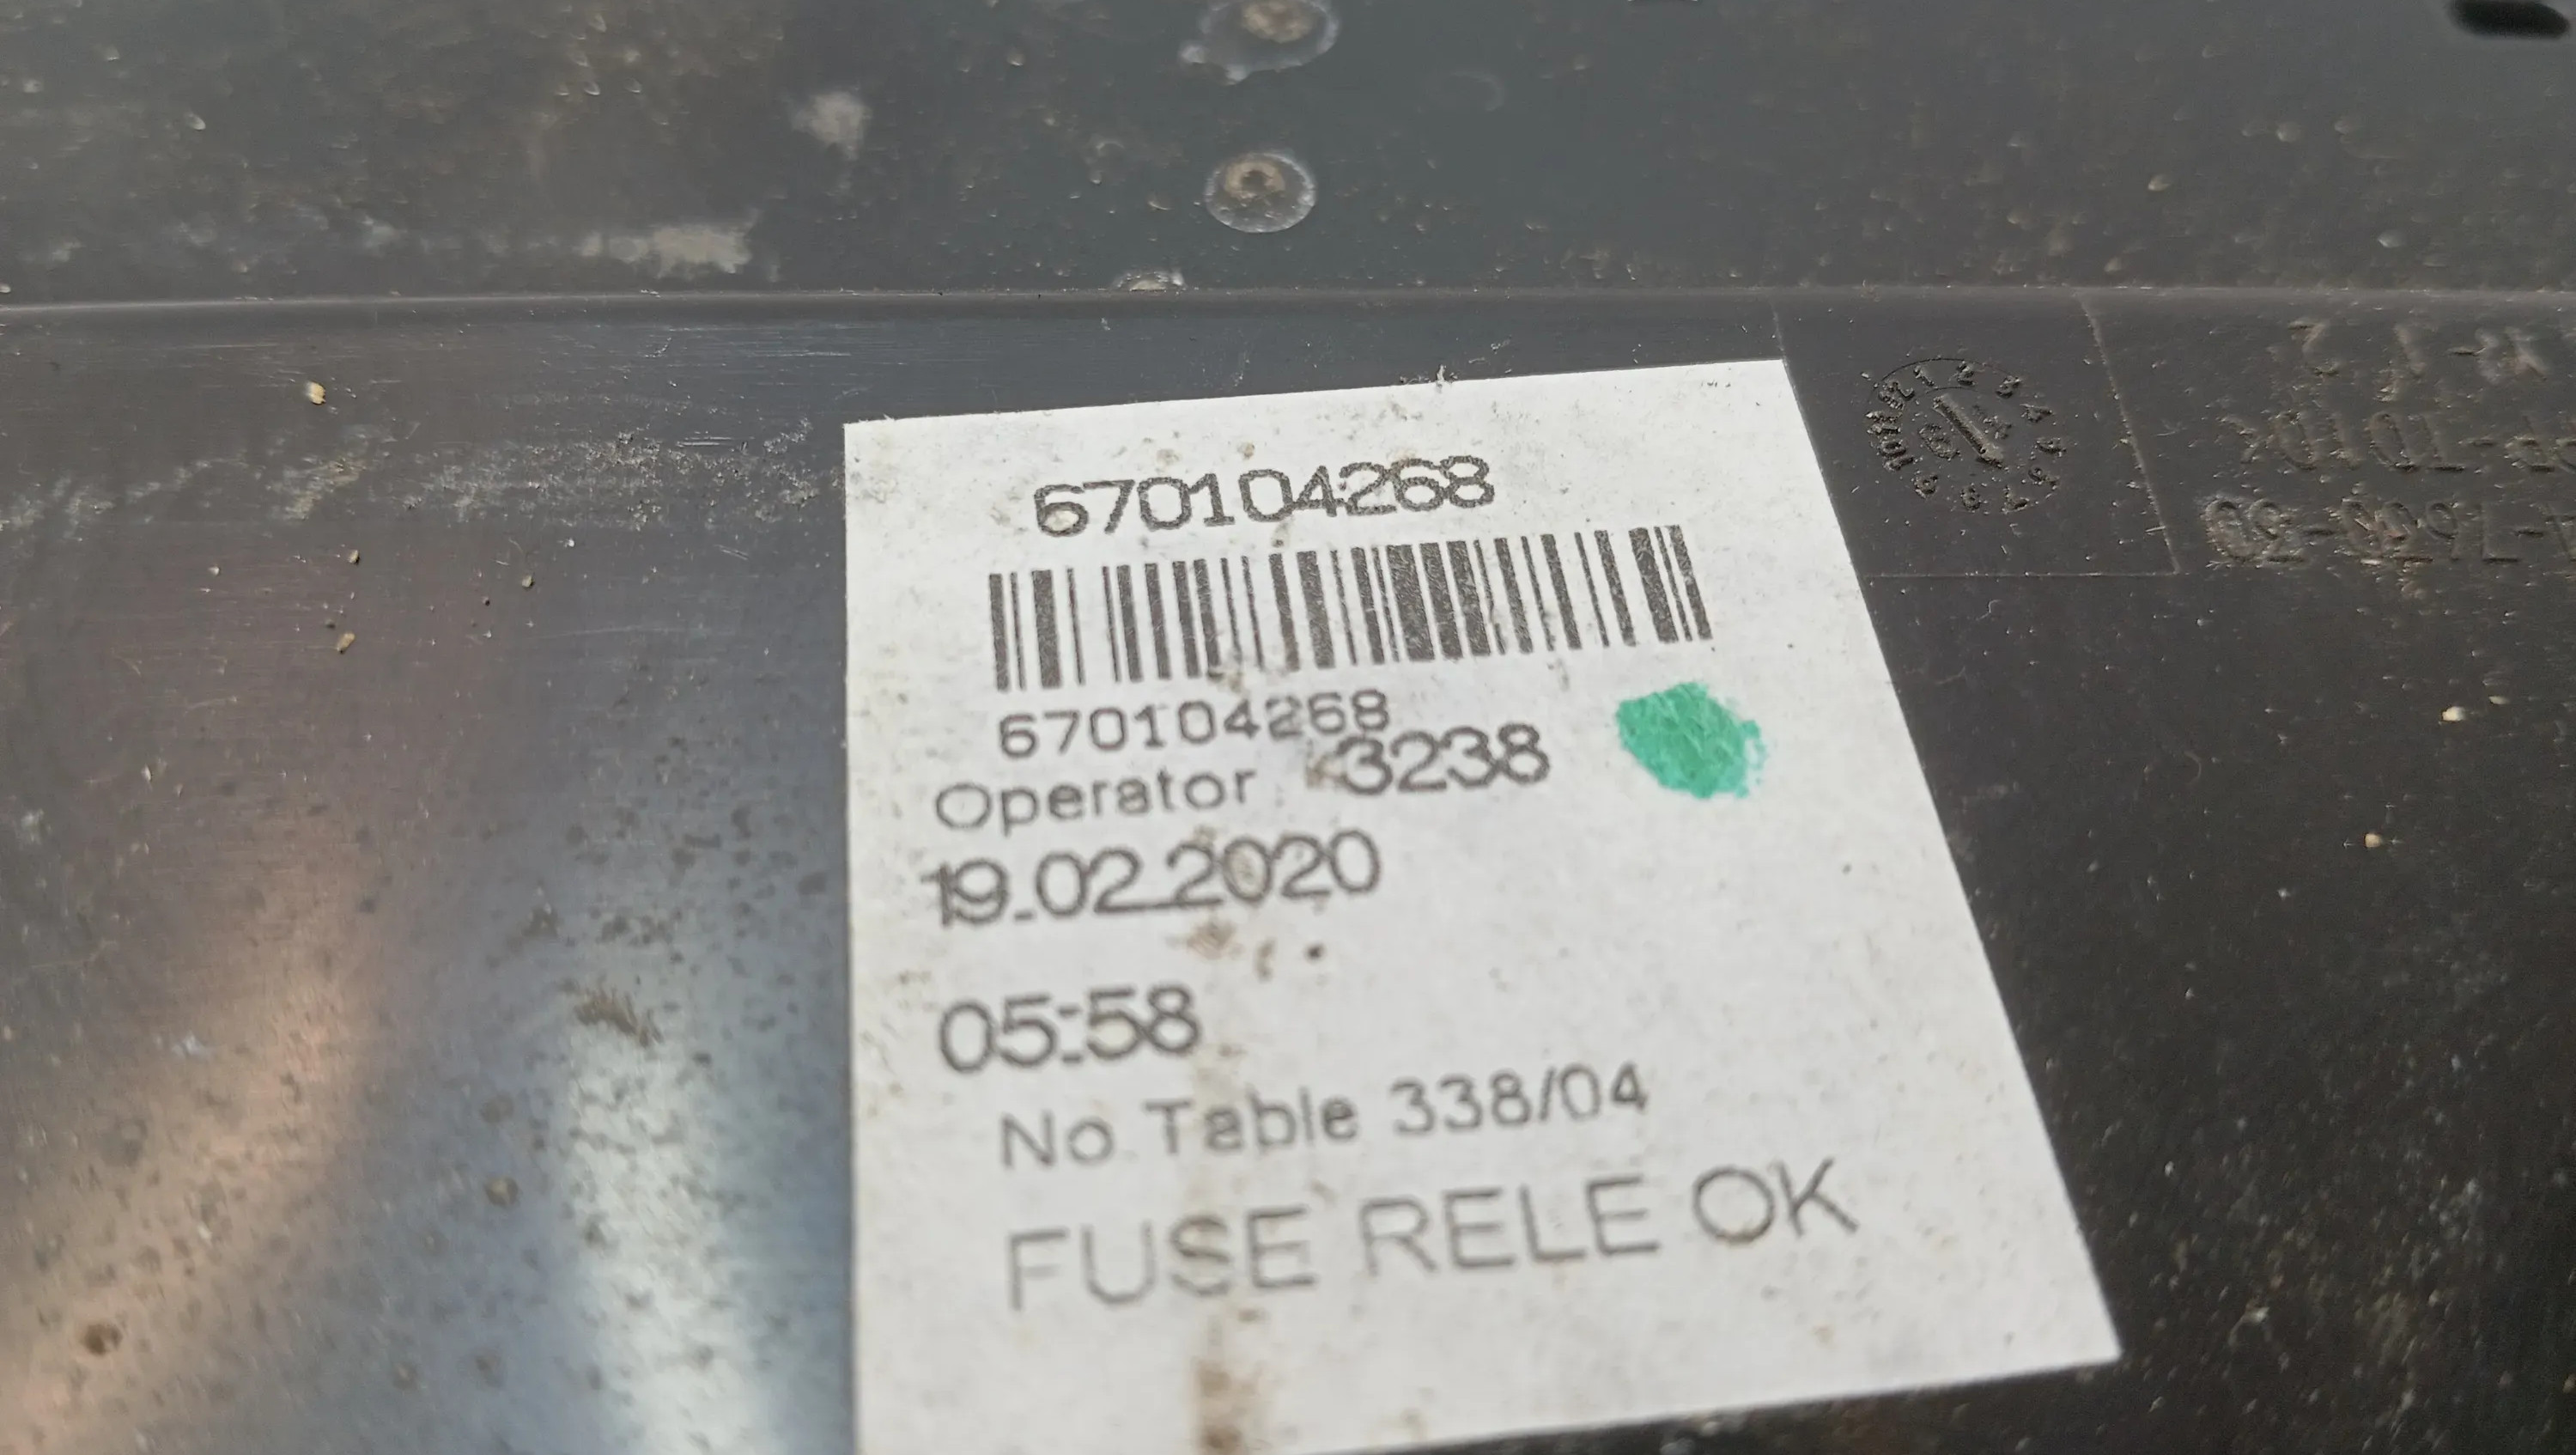 670104268
670104268
Operator 3238
19.02.2020
05:58
No Table 338/04
FUSE RELE OK